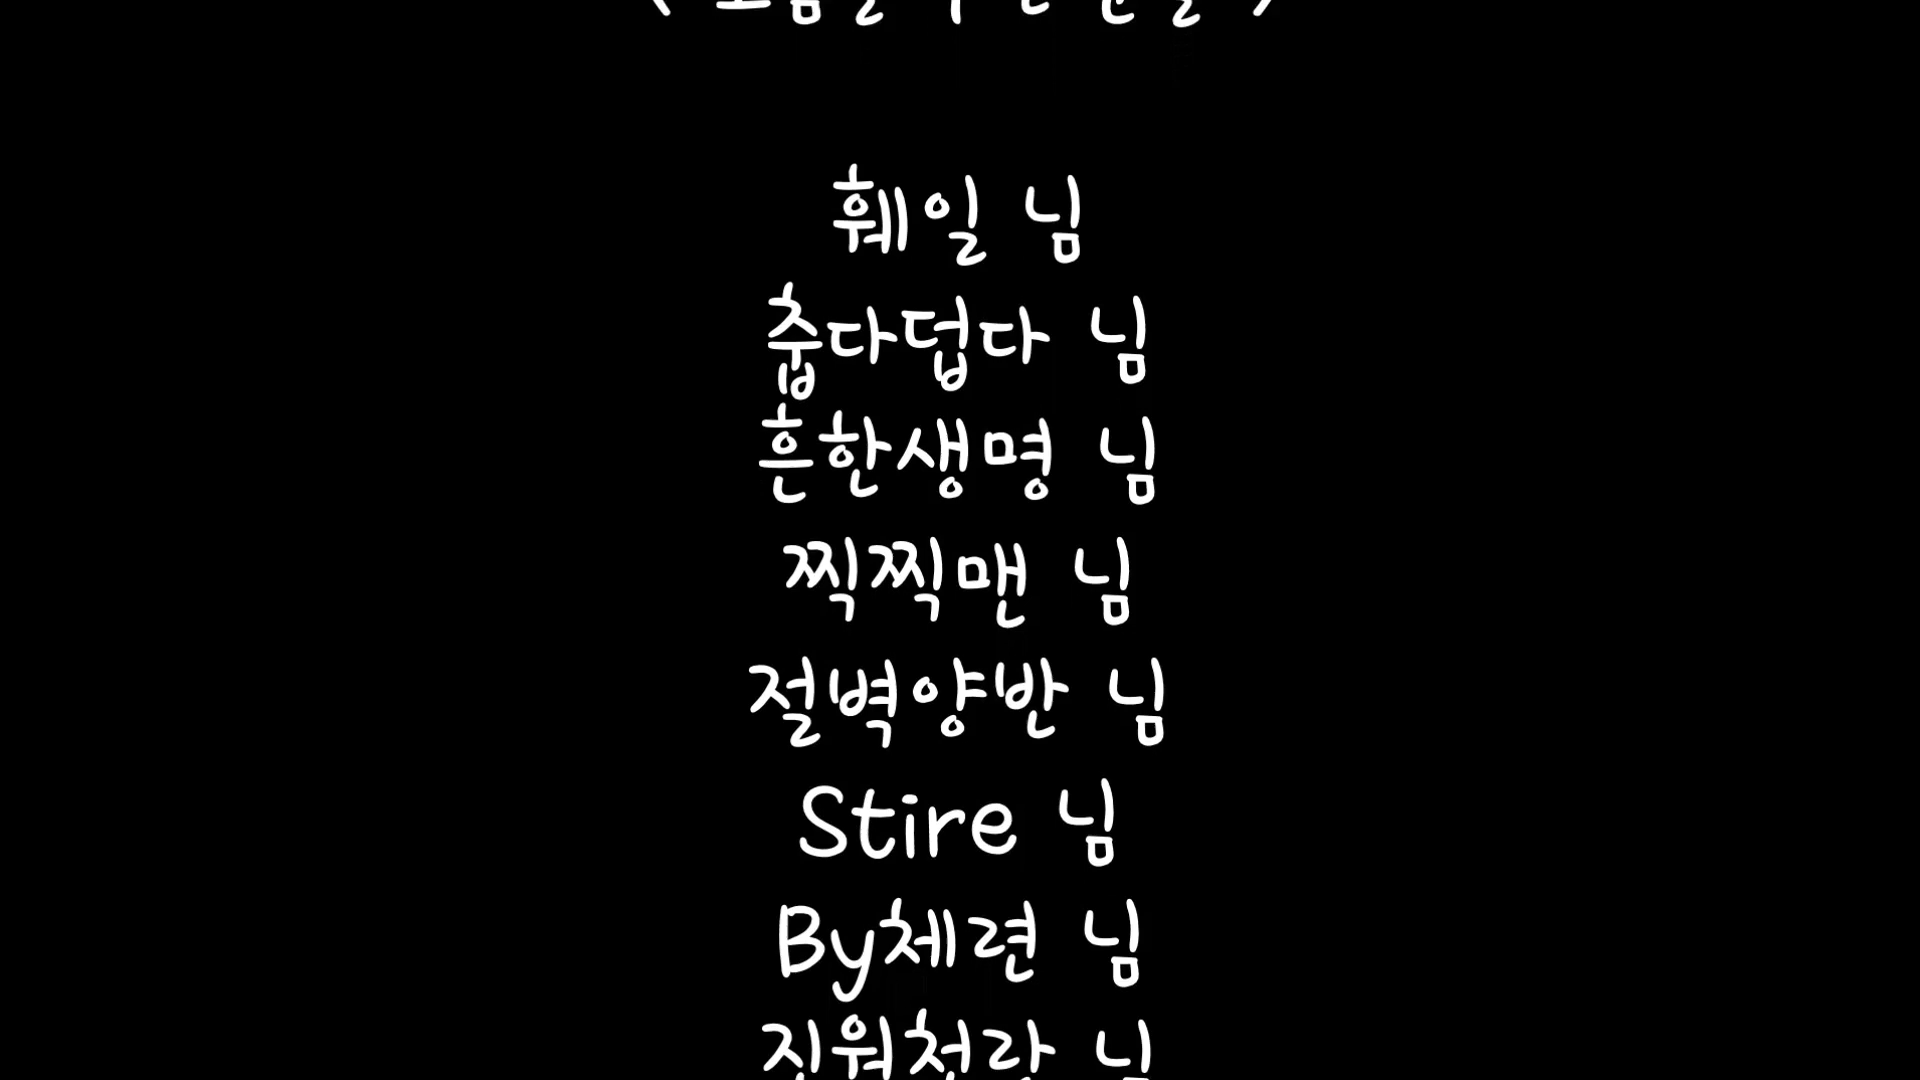 훼일 님
춥다덥다 님
흔한생명 님
찍찍맨 님
절벽양반 님
Stire 님
By체련 님
님